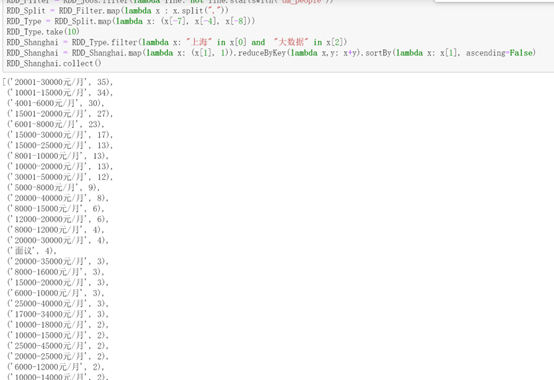 RDD_Split = RDD_Filter.map(lambda x : x.split(","))
RDD_Type = RDD_Split.map(lambda x: (x[-7], x[-4], x[-8]))
RDD_Type.take(10)
RDD_Shanghai = RDD_Type.filter(lambda x: "上海" in x[0] and "大数据" in x[2])
RDD_Shanghai = RDD_Shanghai.map(lambda x: (x[1], 1)).reduceByKey(lambda x,y: x+y).sortBy(lambda x: x[1], ascending=False)
RDD_Shanghai.collect()
[('20001-30000元/月', 35),
('10001-15000元/月', 34),
('4001-6000元/月', 30),
('15001-20000元/月', 27),
('6001-8000元/月', 23),
('15000-30000元/月', 17),
('15000-25000元/月', 13),
('8001-10000元/月', 13),
('10000-20000元/月', 13),
('30001-50000元/月', 12),
('5000-8000元/月', 9),
('20000-40000元/月', 8),
('8000-15000元/月', 6),
('12000-20000元/月', 6),
('8000-12000元/月', 4),
('20000-30000元/月', 4),
('面议', 4),
('20000-35000元/月', 3),
('8000-16000元/月', 3),
('15000-20000元/月', 3),
('6000-10000元/月', 3),
('25000-40000元/月', 3),
('17000-34000元/月', 3),
('10000-18000元/月', 2),
('10000-15000元/月', 2),
('25000-45000元/月', 2),
('20000-25000元/月', 2),
('6000-12000元/月', 2),
('10000-14000元/月', 2),